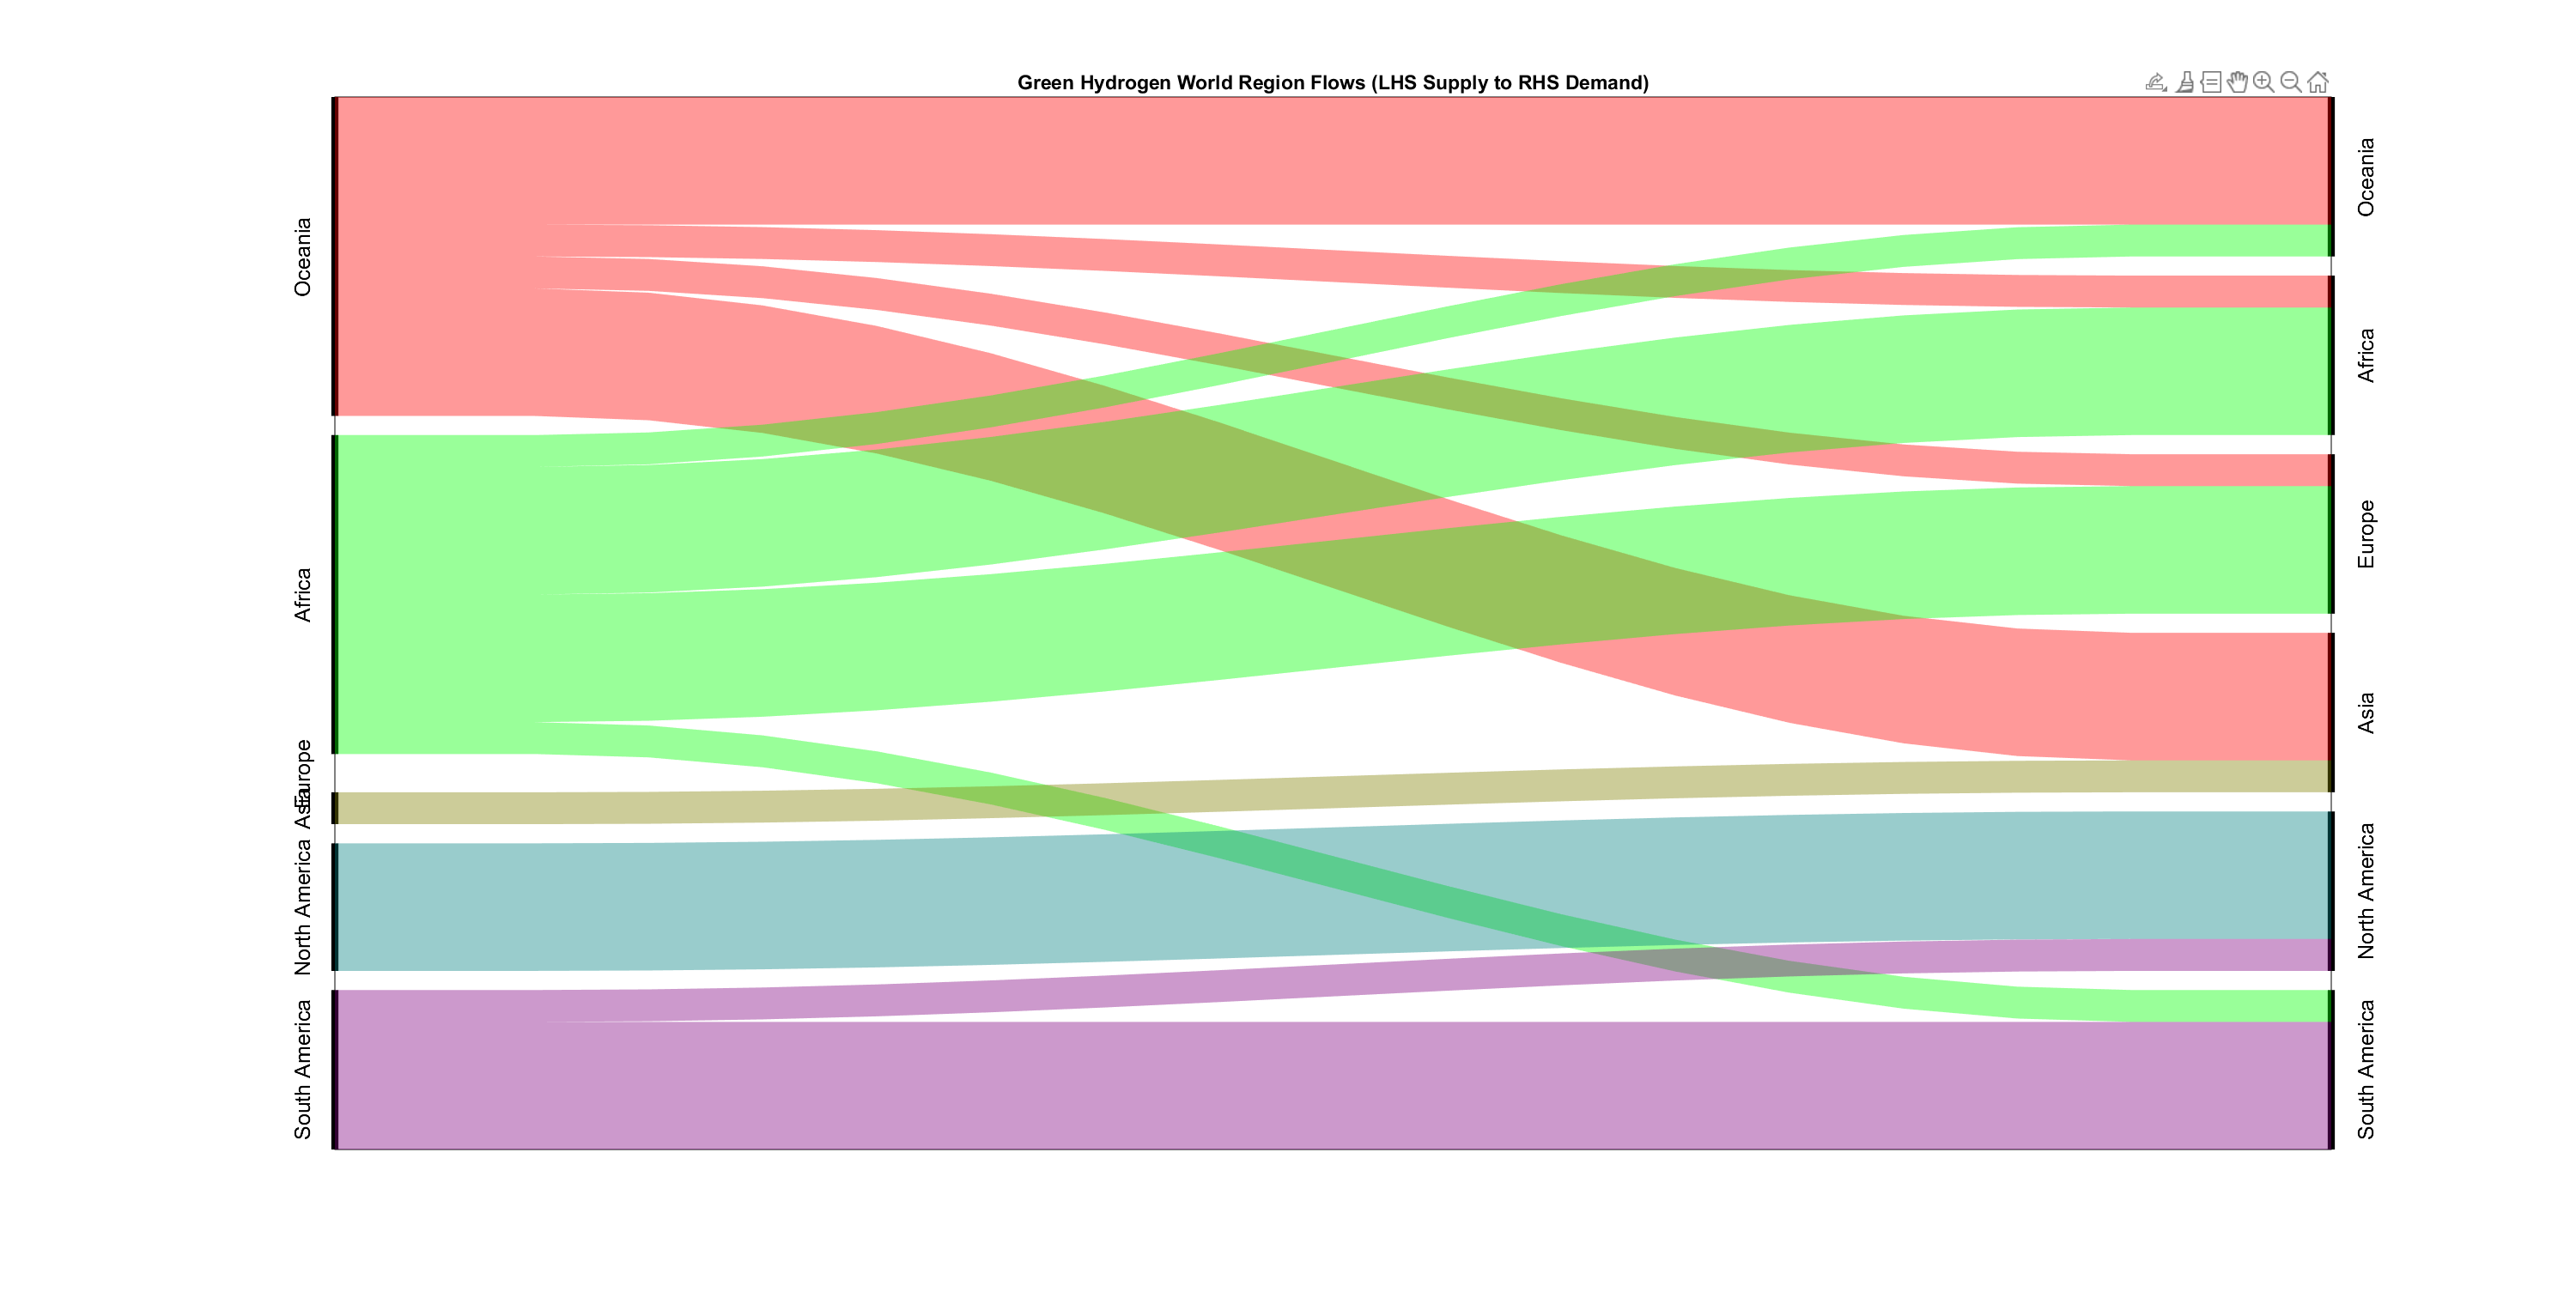 Green Hydrogen World Region Flows (LHS Supply to RHS Demand)
Oceania
Africa
Europe
Asia
North America
South America
Oceania
Africa
Europe
Asia
North America
South America